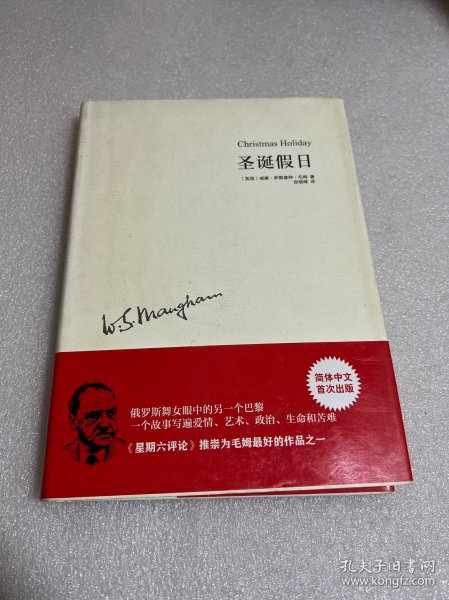 Christmas Holiday
圣诞假日
［英国］威廉·萨默塞特·毛姆 著
张晓峰 译
W.S.Maugham
简体中文
首次出版
俄罗斯舞女眼中的另一个巴黎
一个故事写遍爱情、艺术、政治、生命和苦难
《星期六评论》推崇为毛姆最好的作品之一
孔夫子旧书网
www.kongfz.com